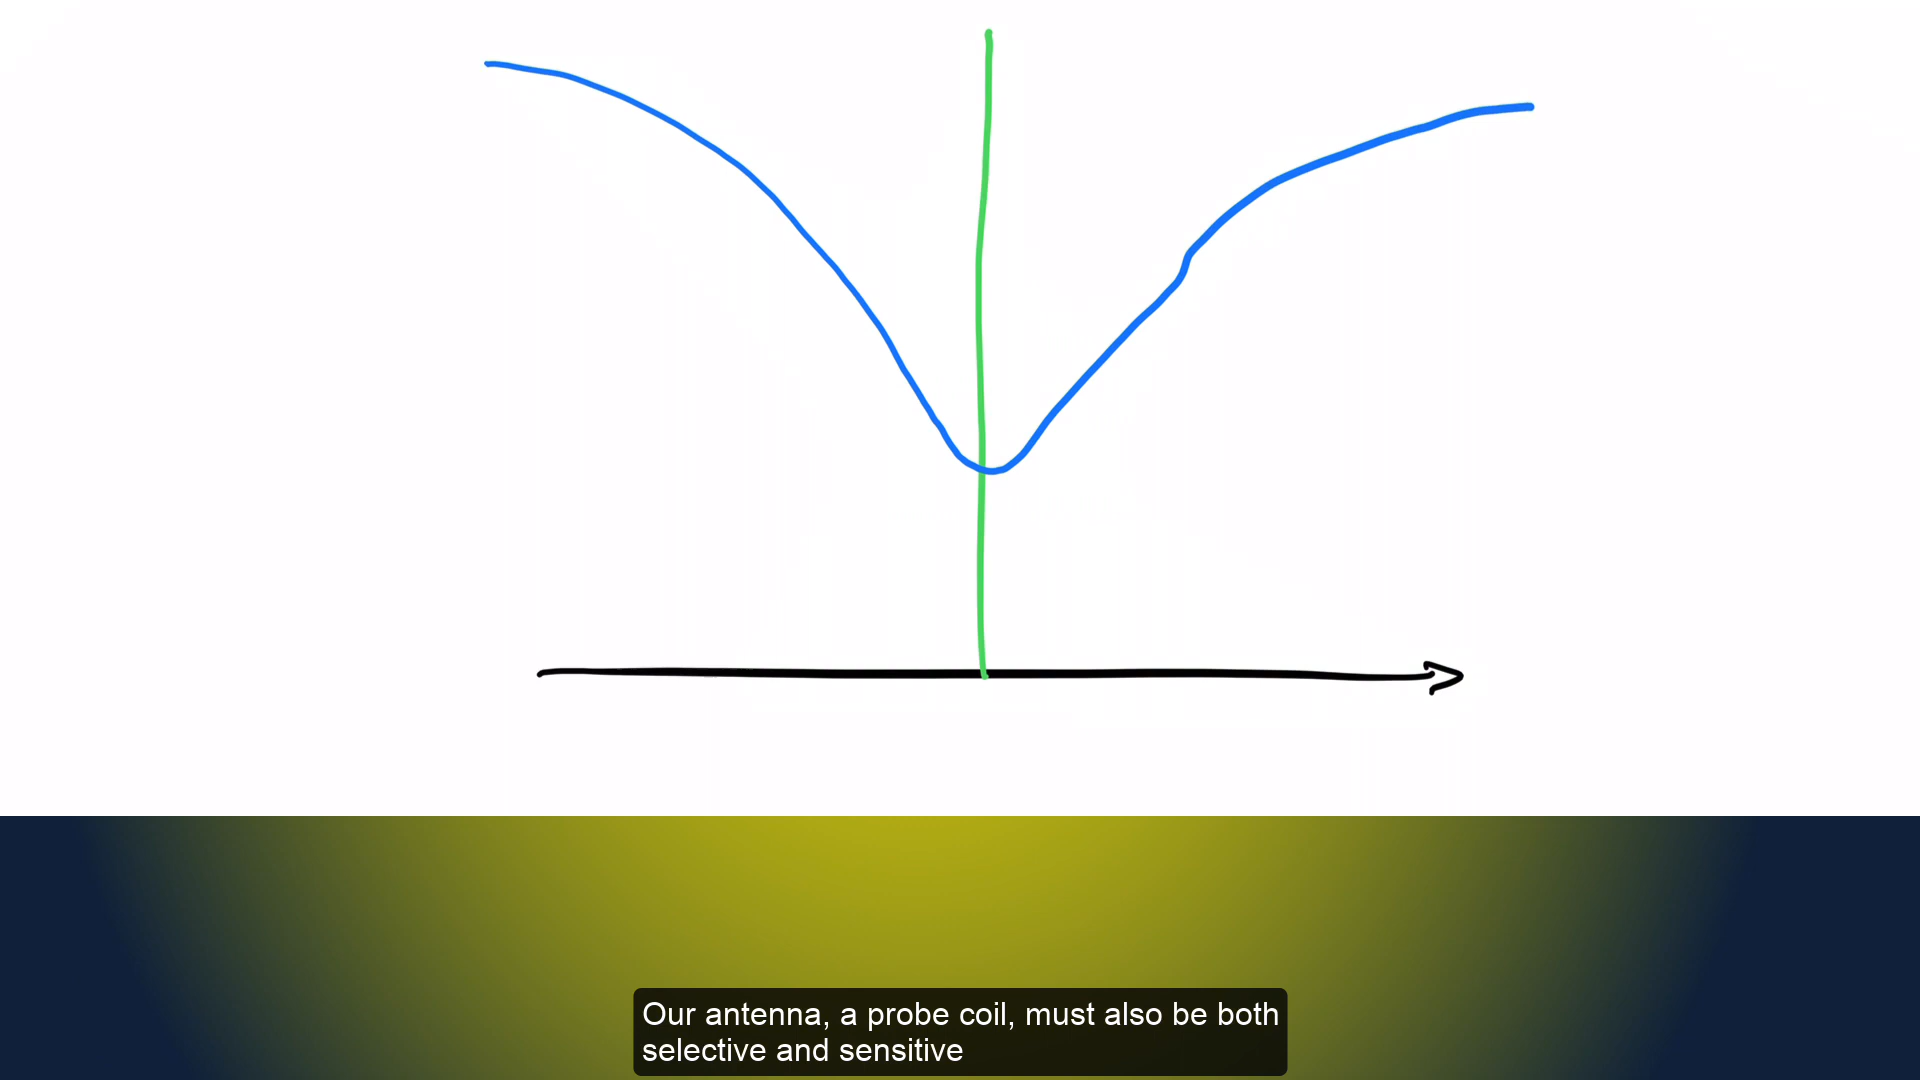 Our antenna, a probe coil, must also be both
selective and sensitive